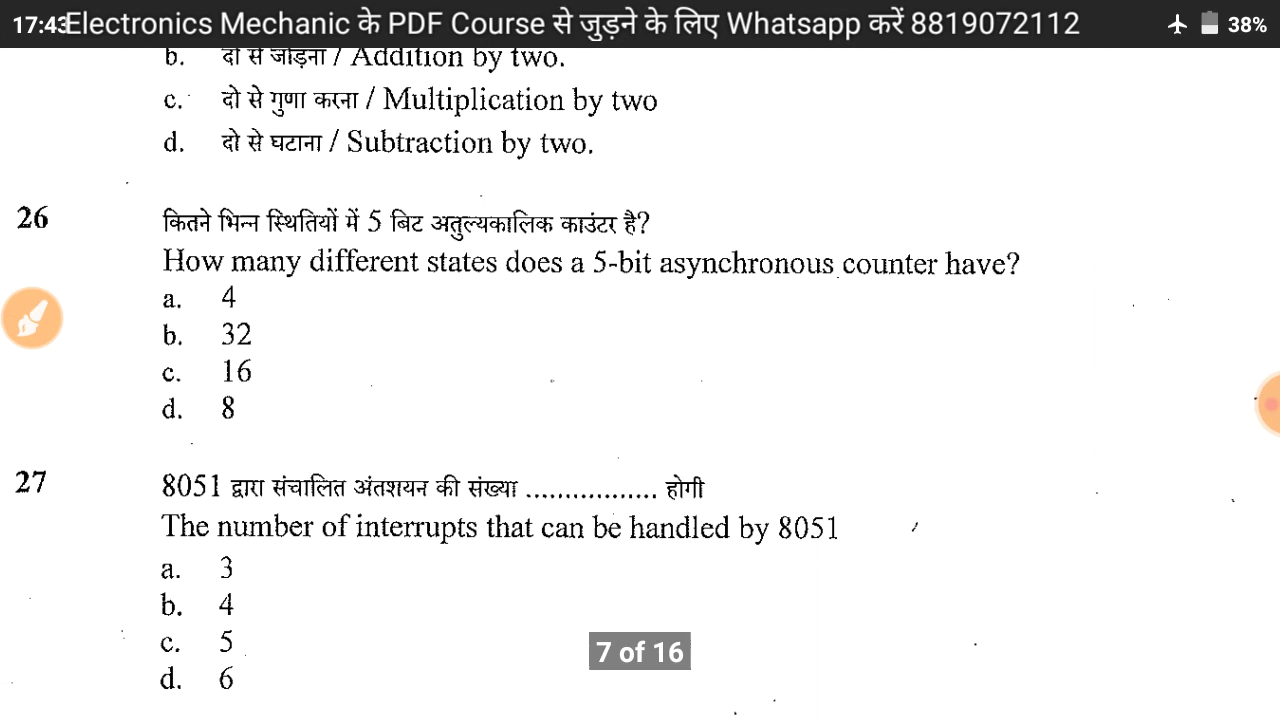 17:43 Electronics Mechanic के PDF Course से जुड़ने के लिए Whatsapp करें 8819072112 38%
b. दो से जोड़ना / Addition by two.
c. दो से गुणा करना / Multiplication by two
d. दो से घटाना / Subtraction by two.
26 कितने भिन्न स्थितियों में 5 बिट अतुल्यकालिक काउंटर है?
How many different states does a 5-bit asynchronous counter have?
a. 4
b. 32
c. 16
d. 8
27 8051 द्वारा संचालित अंतशयन की संख्या ................. होगी
The number of interrupts that can be handled by 8051
a. 3
b. 4
c. 5
7 of 16
d. 6